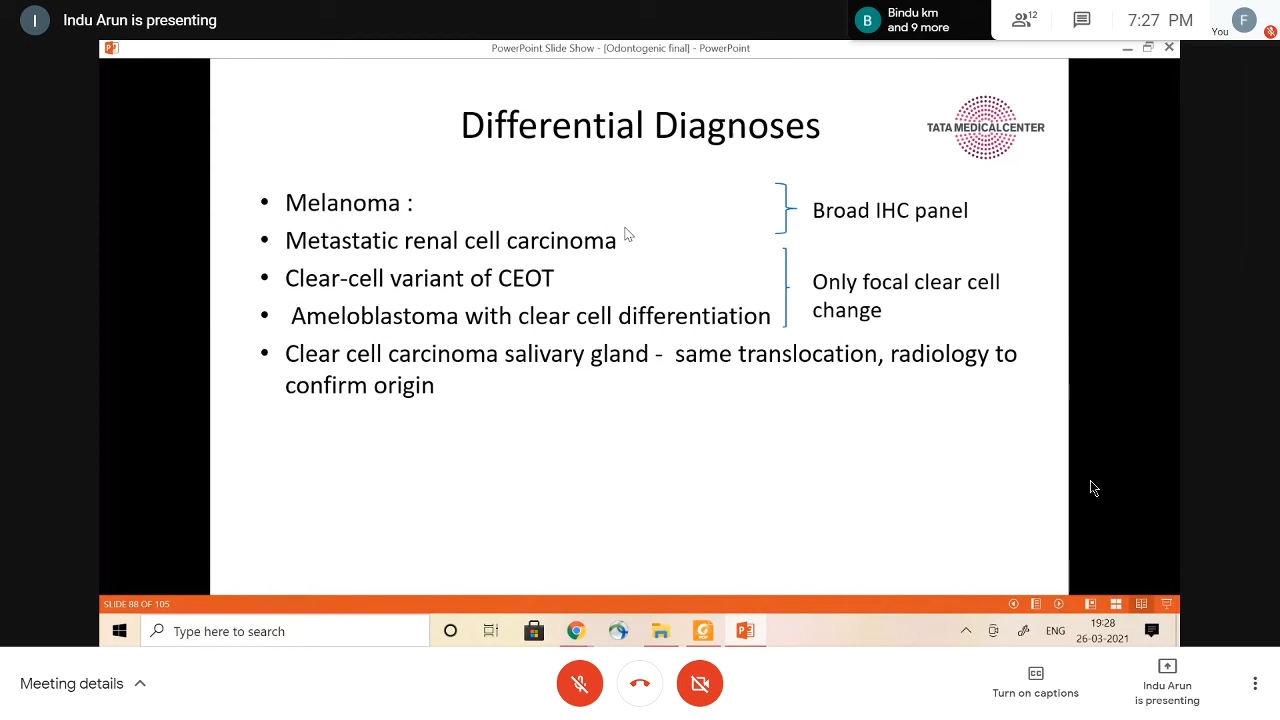 I Indu Arun is presenting
B Bindu km
and 9 more
12
7:27 PM
F
You
PowerPoint Slide Show - [Odontogenic final] - PowerPoint
Differential Diagnoses
TATA MEDICAL CENTER
• Melanoma :
• Metastatic renal cell carcinoma
Broad IHC panel
• Clear-cell variant of CEOT
• Ameloblastoma with clear cell differentiation
Only focal clear cell
change
• Clear cell carcinoma salivary gland - same translocation, radiology to
confirm origin
SLIDE 88 OF 105
Type here to search
ENG
19:28
26-03-2021
Meeting details
CC
Turn on captions
Indu Arun
is presenting